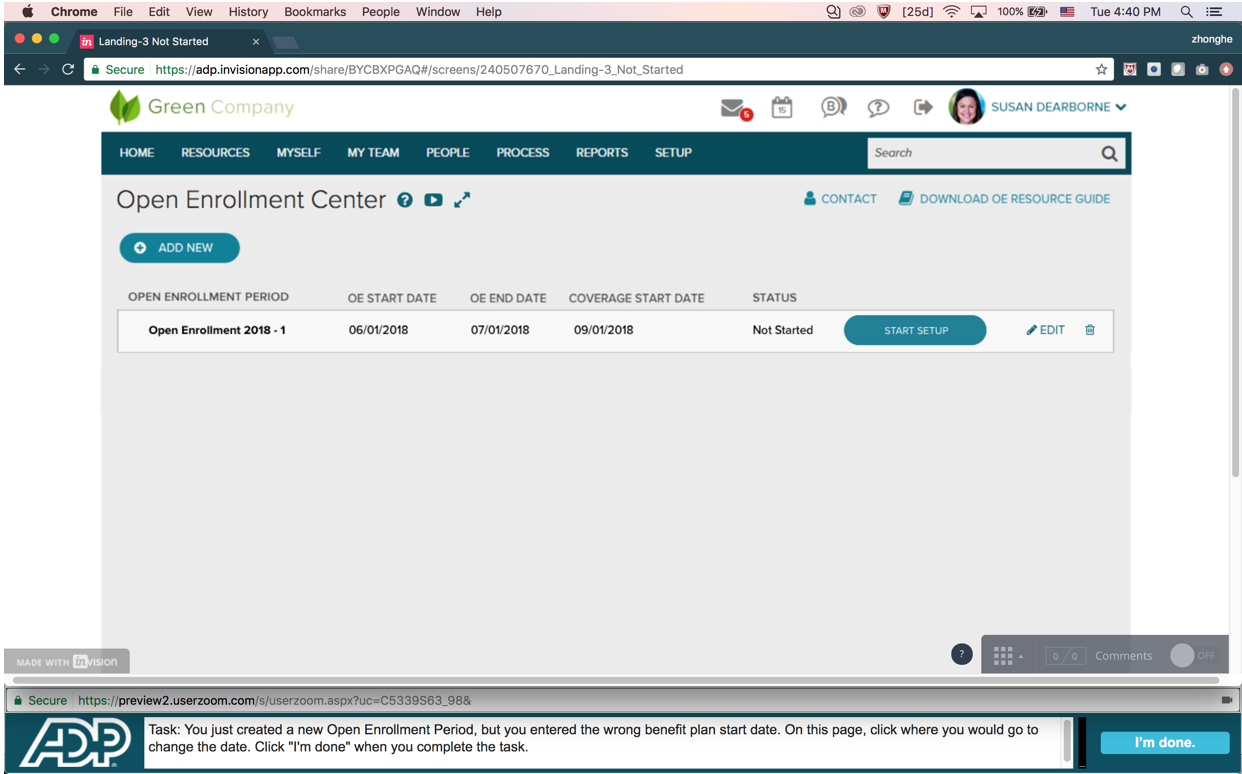 Chrome File Edit View History Bookmarks People Window Help [25d] 100% Tue 4:40 PM
in Landing-3 Not Started × zhonghe
Secure https://adp.invisionapp.com/share/BYCBXPGAQ#/screens/240507670_Landing-3_Not_Started
Green Company 5 15 B ? SUSAN DEARBORNE
HOME RESOURCES MYSELF MY TEAM PEOPLE PROCESS REPORTS SETUP Search
Open Enrollment Center ? CONTACT DOWNLOAD OE RESOURCE GUIDE
ADD NEW
OPEN ENROLLMENT PERIOD OE START DATE OE END DATE COVERAGE START DATE STATUS
Open Enrollment 2018 - 1 06/01/2018 07/01/2018 09/01/2018 Not Started START SETUP EDIT
MADE WITH inVISION ? 0 / 0 Comments OFF
Secure https://preview2.userzoom.com/s/userzoom.aspx?uc=C5339S63_98&
ADP Task: You just created a new Open Enrollment Period, but you entered the wrong benefit plan start date. On this page, click where you would go to
change the date. Click "I'm done" when you complete the task.
I'm done.